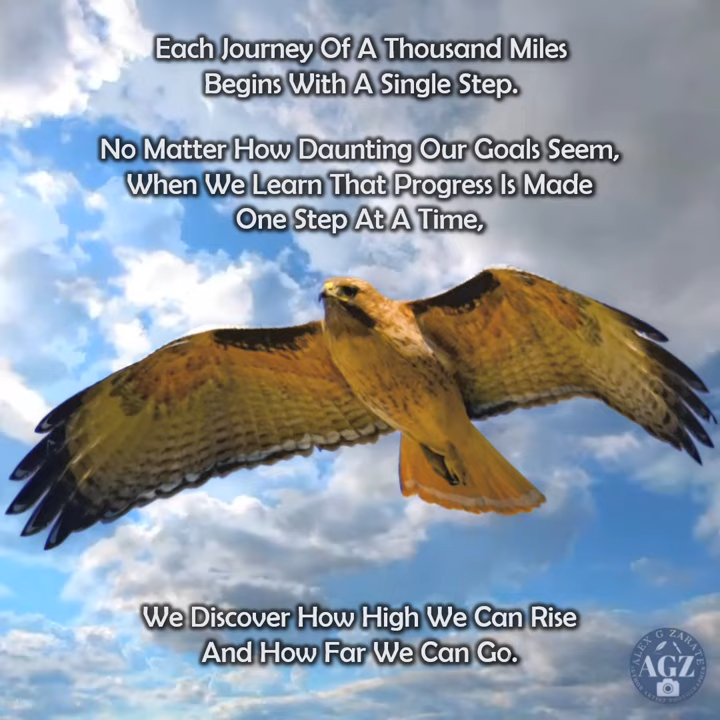 Each Journey Of A Thousand Miles
Begins With A Single Step.
No Matter How Daunting Our Goals Seem,
When We Learn That Progress Is Made
One Step At A Time,
We Discover How High We Can Rise
And How Far We Can Go.
ALEX G ZARATE
AGZ